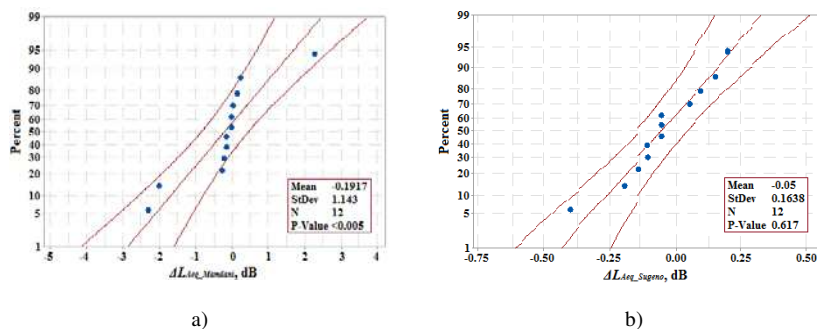 99
95
90
80
70
60
50
40
30
20
10
5
1
Percent
-5 -4 -3 -2 -1 0 1 2 3 4
ΔL_Aeq_Mamdani, dB
Mean -0.1917
StDev 1.143
N 12
P-Value <0.005
a)
99
95
90
80
70
60
50
40
30
20
10
5
1
Percent
-0.75 -0.50 -0.25 0.00 0.25 0.50
ΔL_Aeq_Sugeno, dB
Mean -0.05
StDev 0.1638
N 12
P-Value 0.617
b)